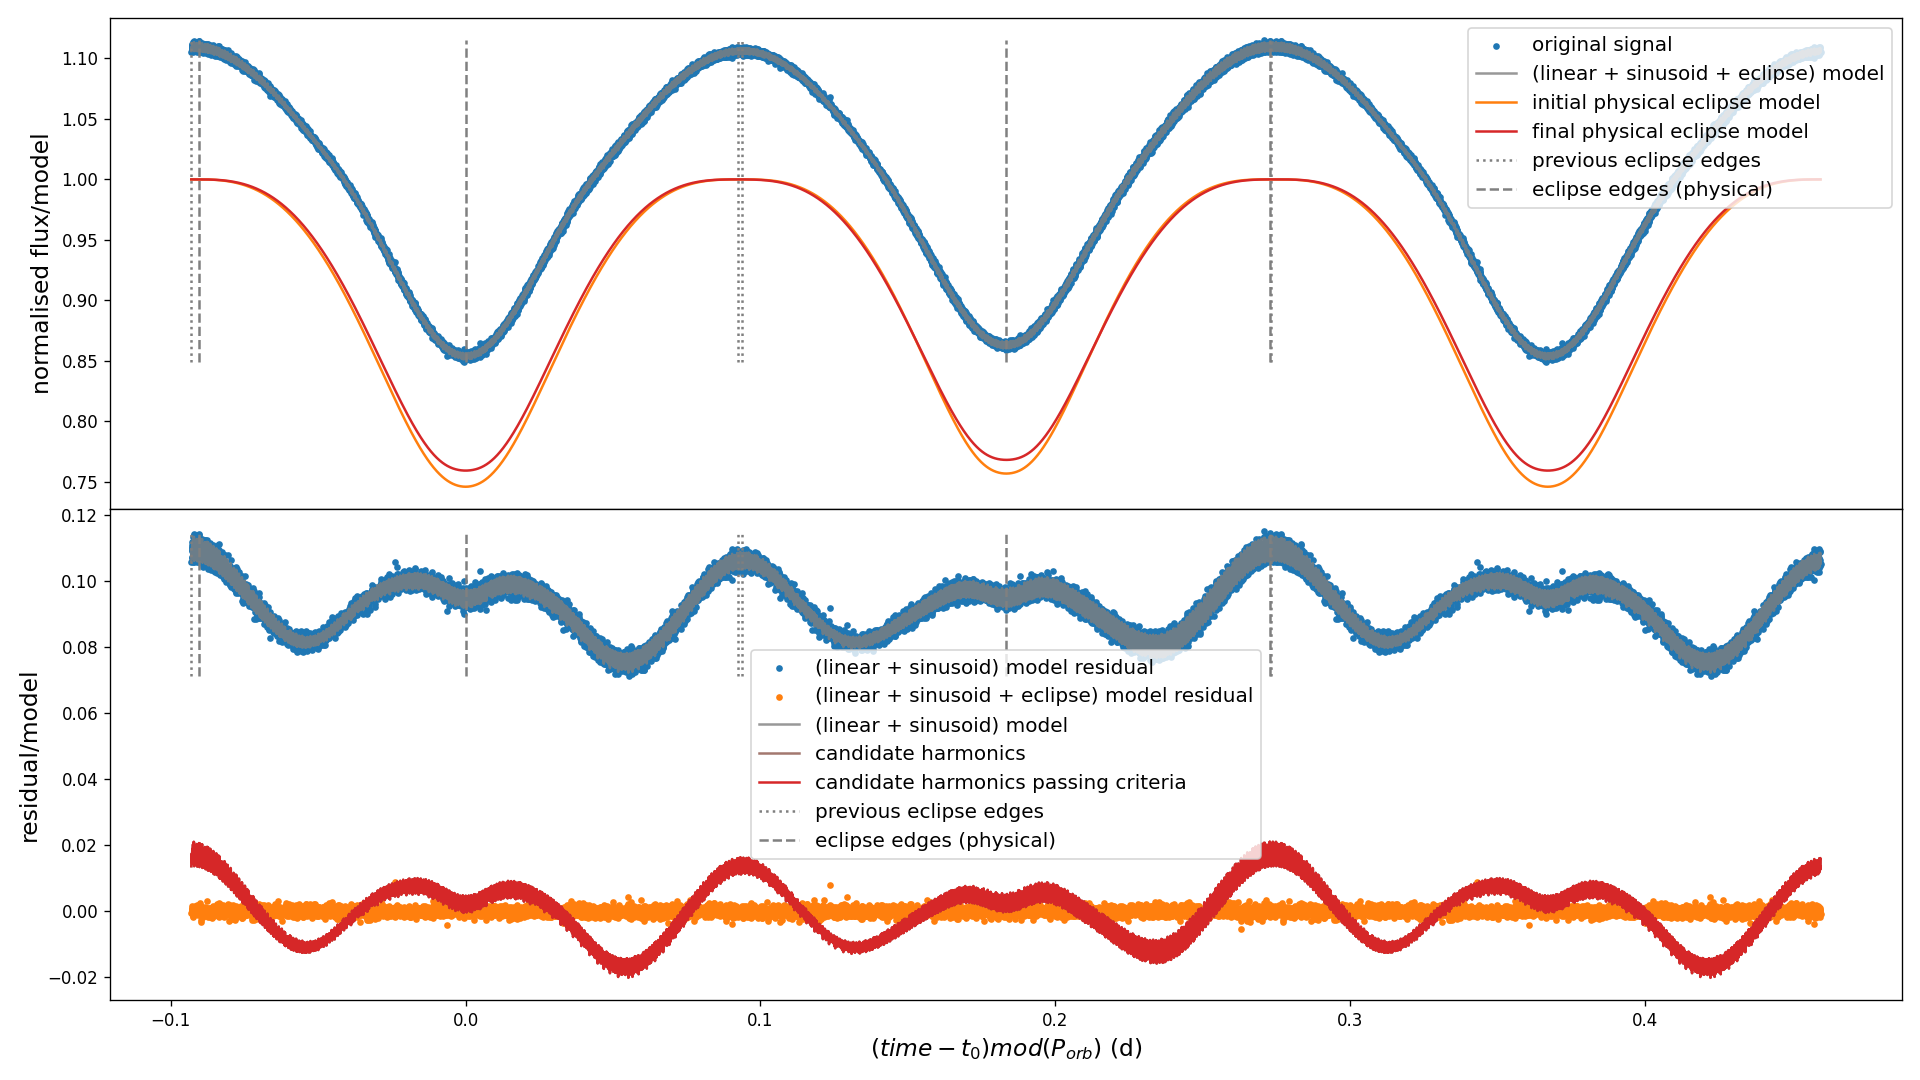 normalised flux/model
1.10
1.05
1.00
0.95
0.90
0.85
0.80
0.75
original signal
(linear + sinusoid + eclipse) model
initial physical eclipse model
final physical eclipse model
previous eclipse edges
eclipse edges (physical)
residual/model
0.12
0.10
0.08
0.06
0.04
0.02
0.00
−0.02
(linear + sinusoid) model residual
(linear + sinusoid + eclipse) model residual
(linear + sinusoid) model
candidate harmonics
candidate harmonics passing criteria
previous eclipse edges
eclipse edges (physical)
−0.1 0.0 0.1 0.2 0.3 0.4
(time − t₀)mod(P_orb) (d)